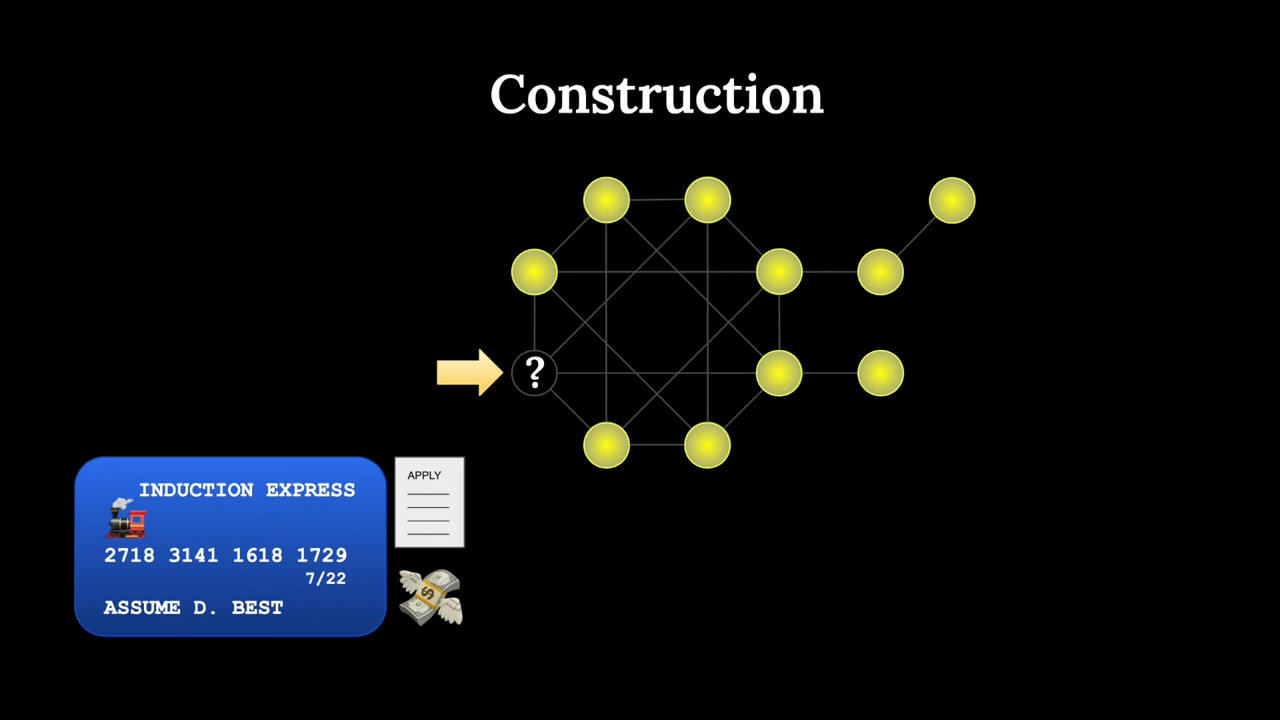 Construction
?
INDUCTION EXPRESS
2718 3141 1618 1729
7/22
ASSUME D. BEST
APPLY
$